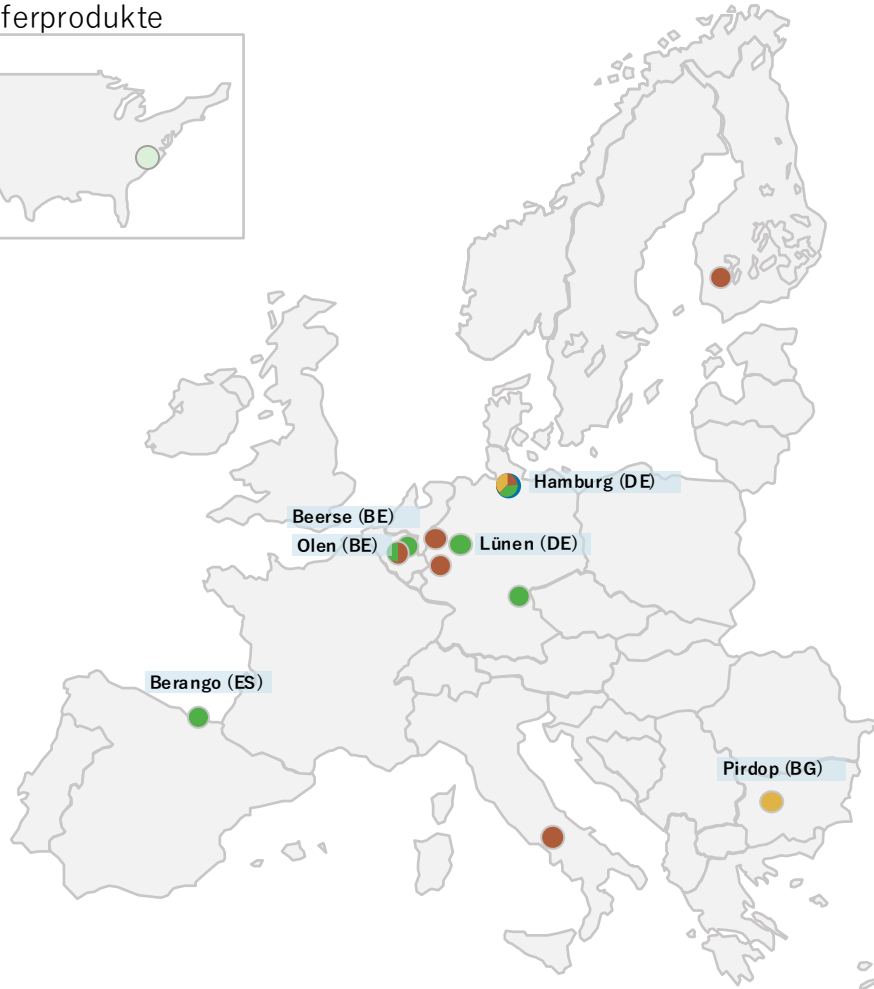 ferprodukte
Hamburg (DE)
Beerse (BE)
Olen (BE)
Lünen (DE)
Berango (ES)
Pirdop (BG)